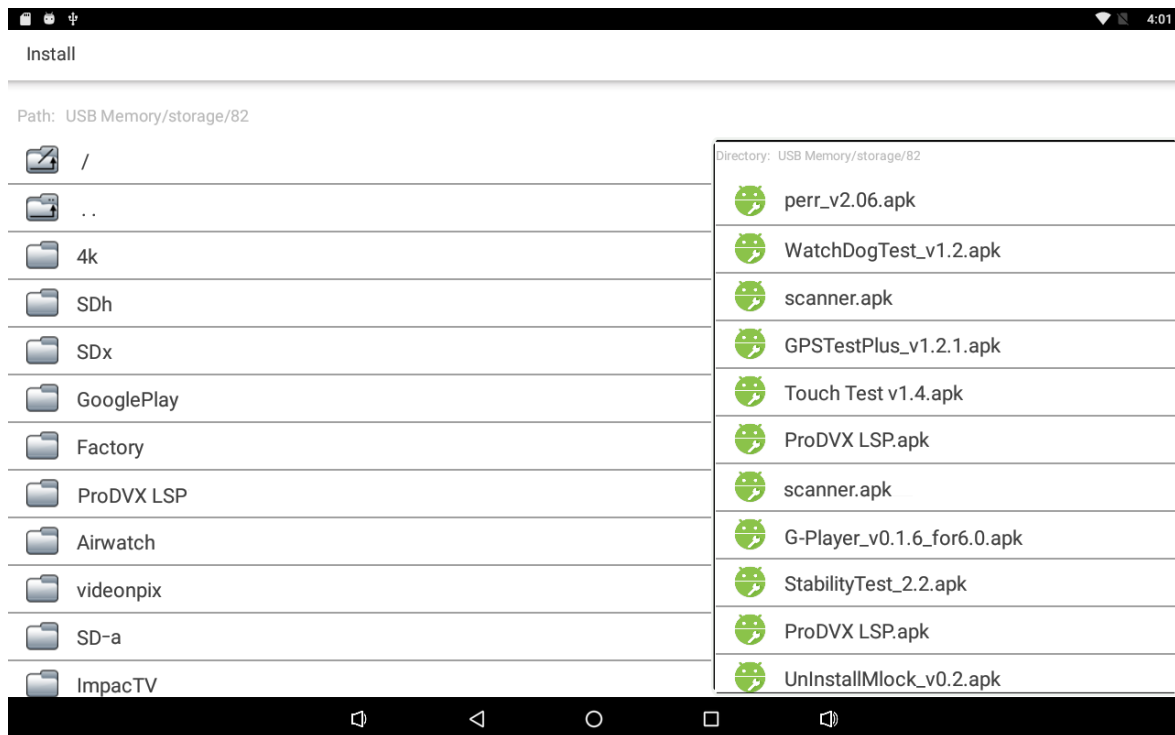 4:01
Install
Path: USB Memory/storage/82
/
. .
4k
SDh
SDx
GooglePlay
Factory
ProDVX LSP
Airwatch
videonpix
SD-a
ImpacTV
Directory: USB Memory/storage/82
perr_v2.06.apk
WatchDogTest_v1.2.apk
scanner.apk
GPSTestPlus_v1.2.1.apk
Touch Test v1.4.apk
ProDVX LSP.apk
scanner.apk
G-Player_v0.1.6_for6.0.apk
StabilityTest_2.2.apk
ProDVX LSP.apk
UnInstallMlock_v0.2.apk